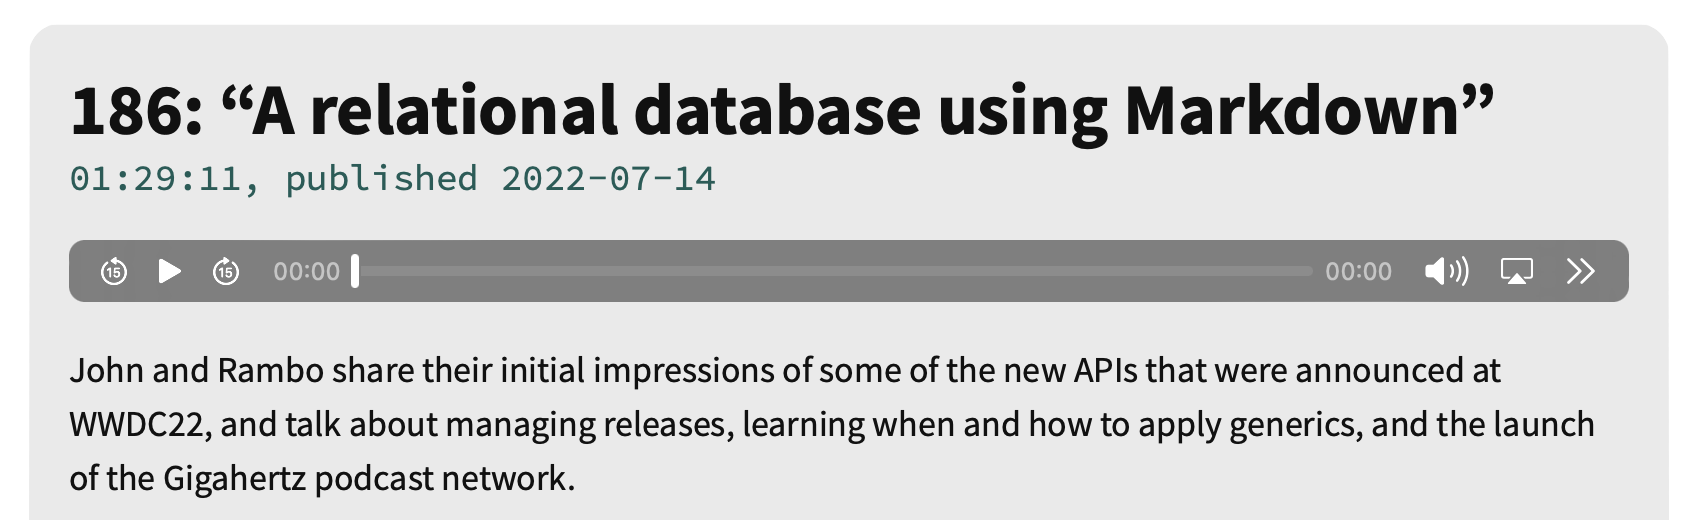 186: “A relational database using Markdown”
01:29:11, published 2022-07-14
15 15 00:00 00:00
John and Rambo share their initial impressions of some of the new APIs that were announced at
WWDC22, and talk about managing releases, learning when and how to apply generics, and the launch
of the Gigahertz podcast network.